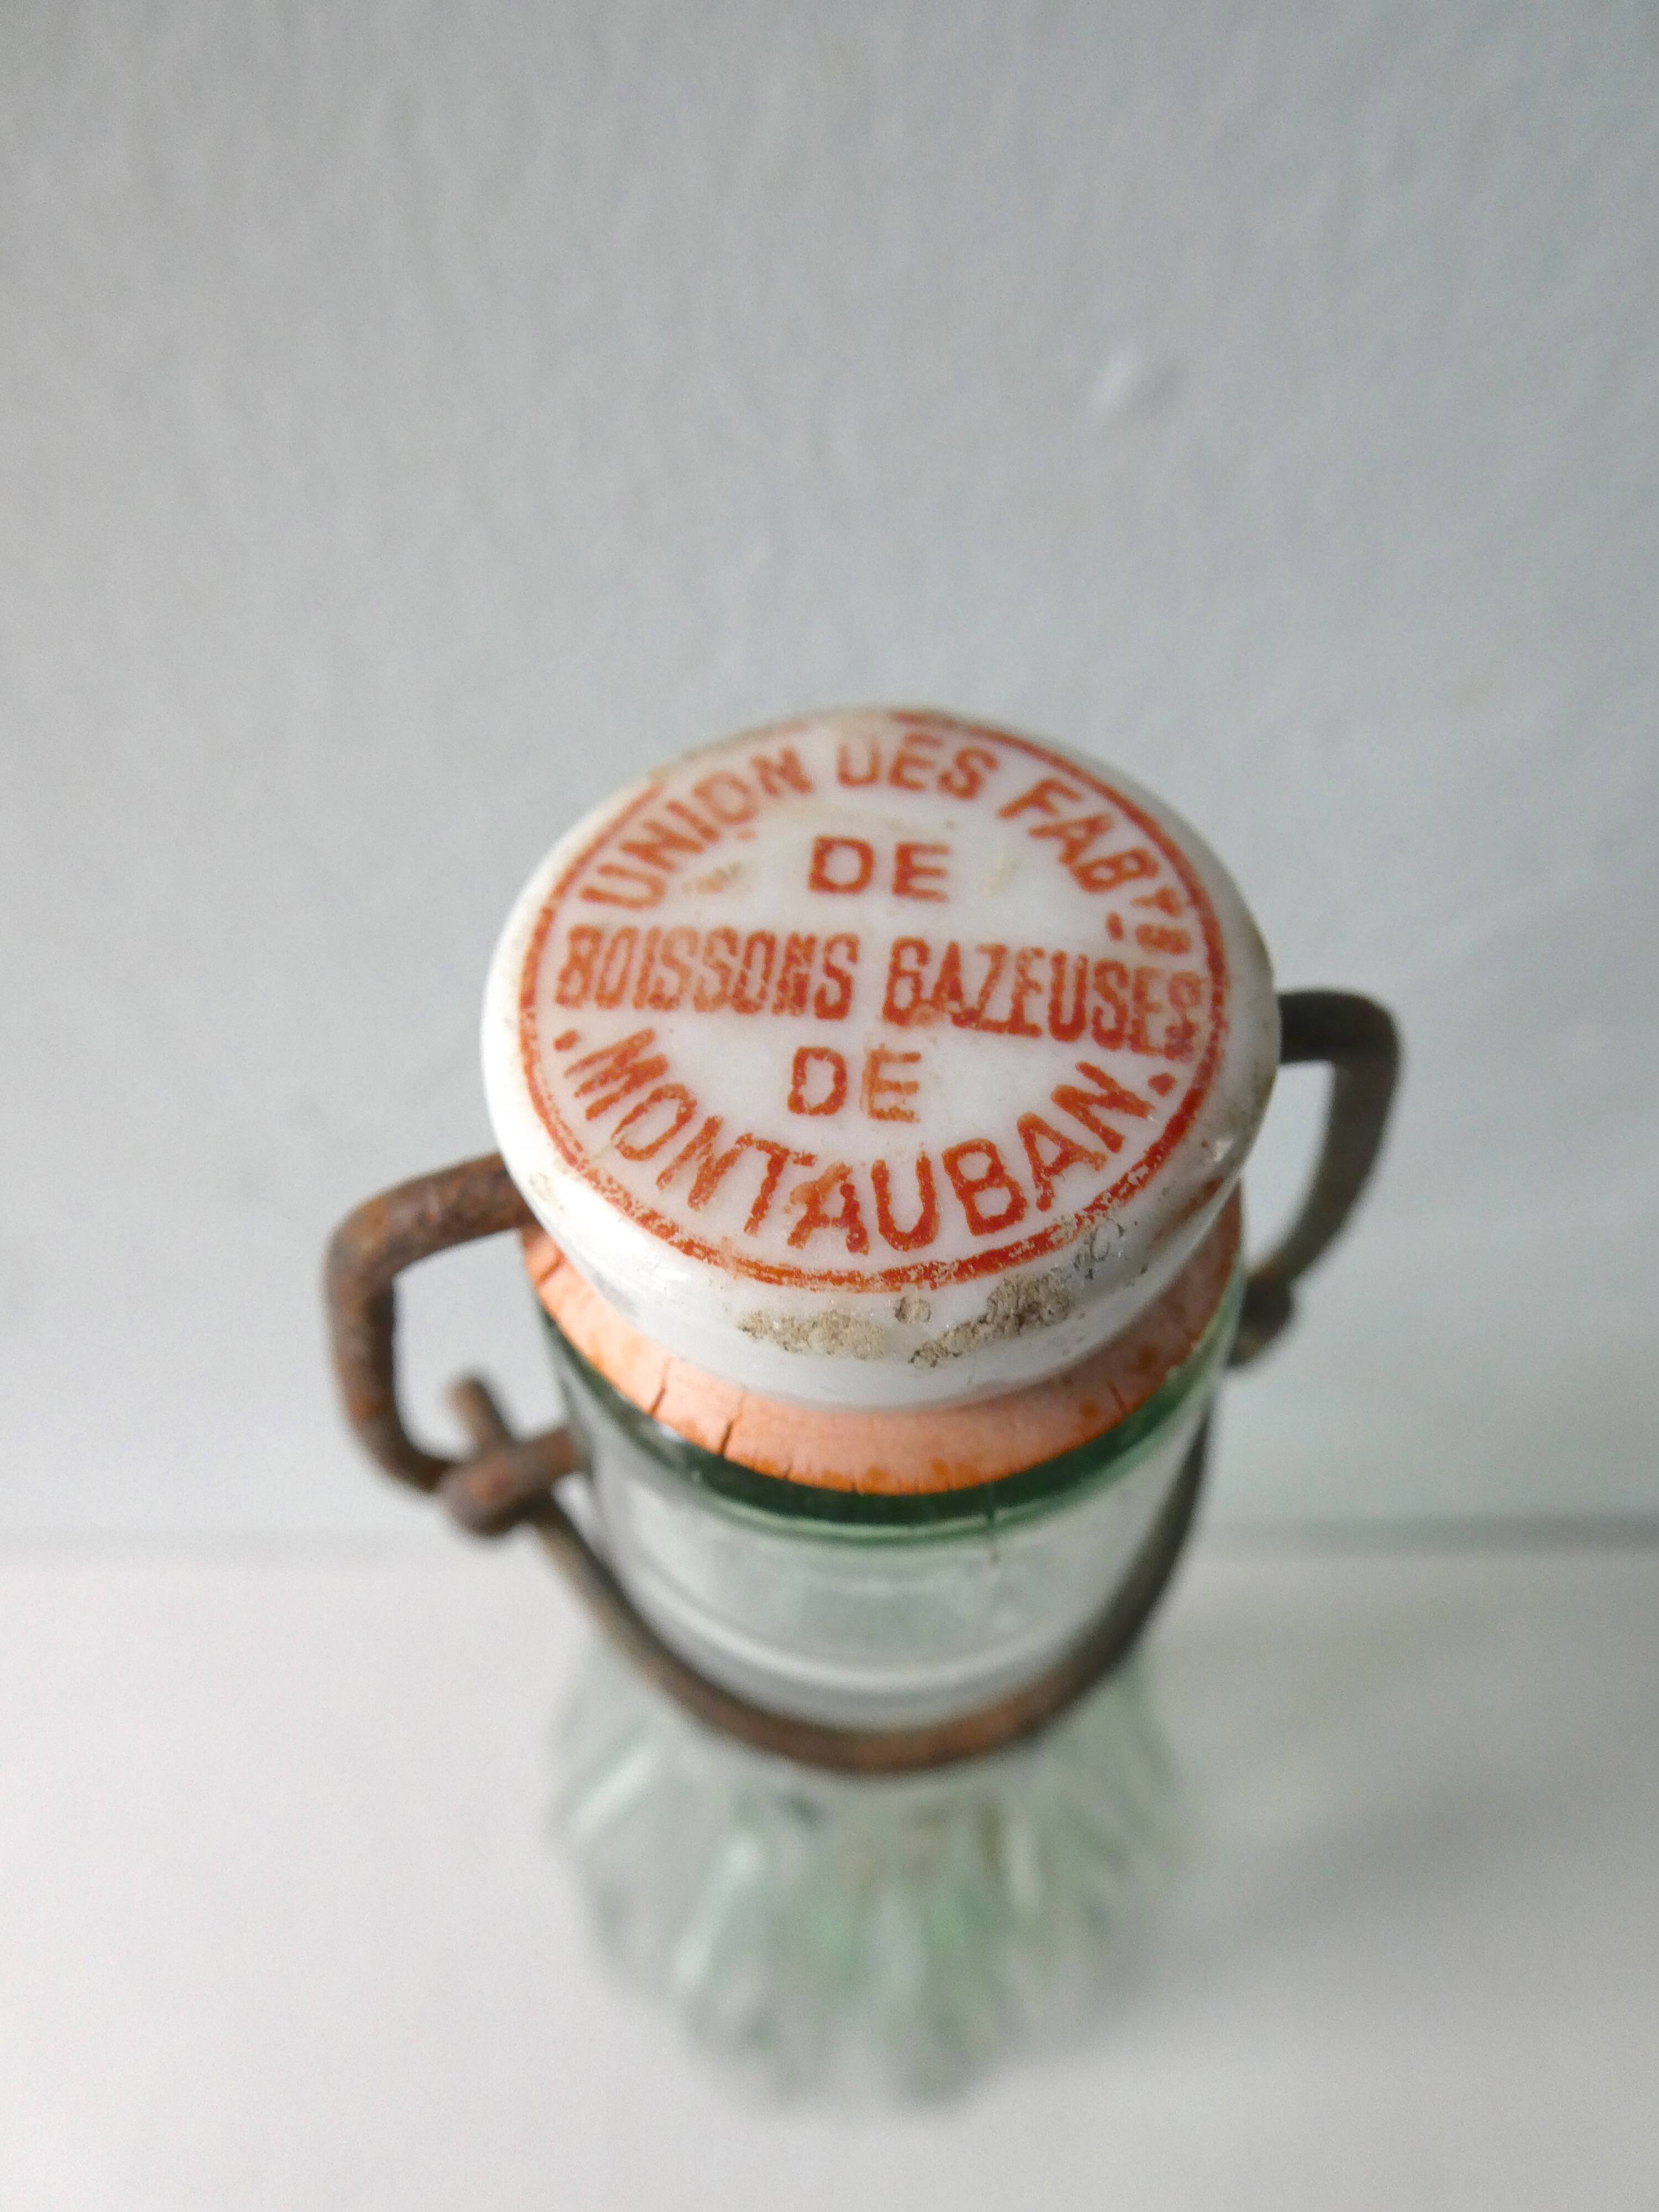 UNION DES FABTS
DE
BOISSONS GAZEUSES
DE
.MONTAUBAN.